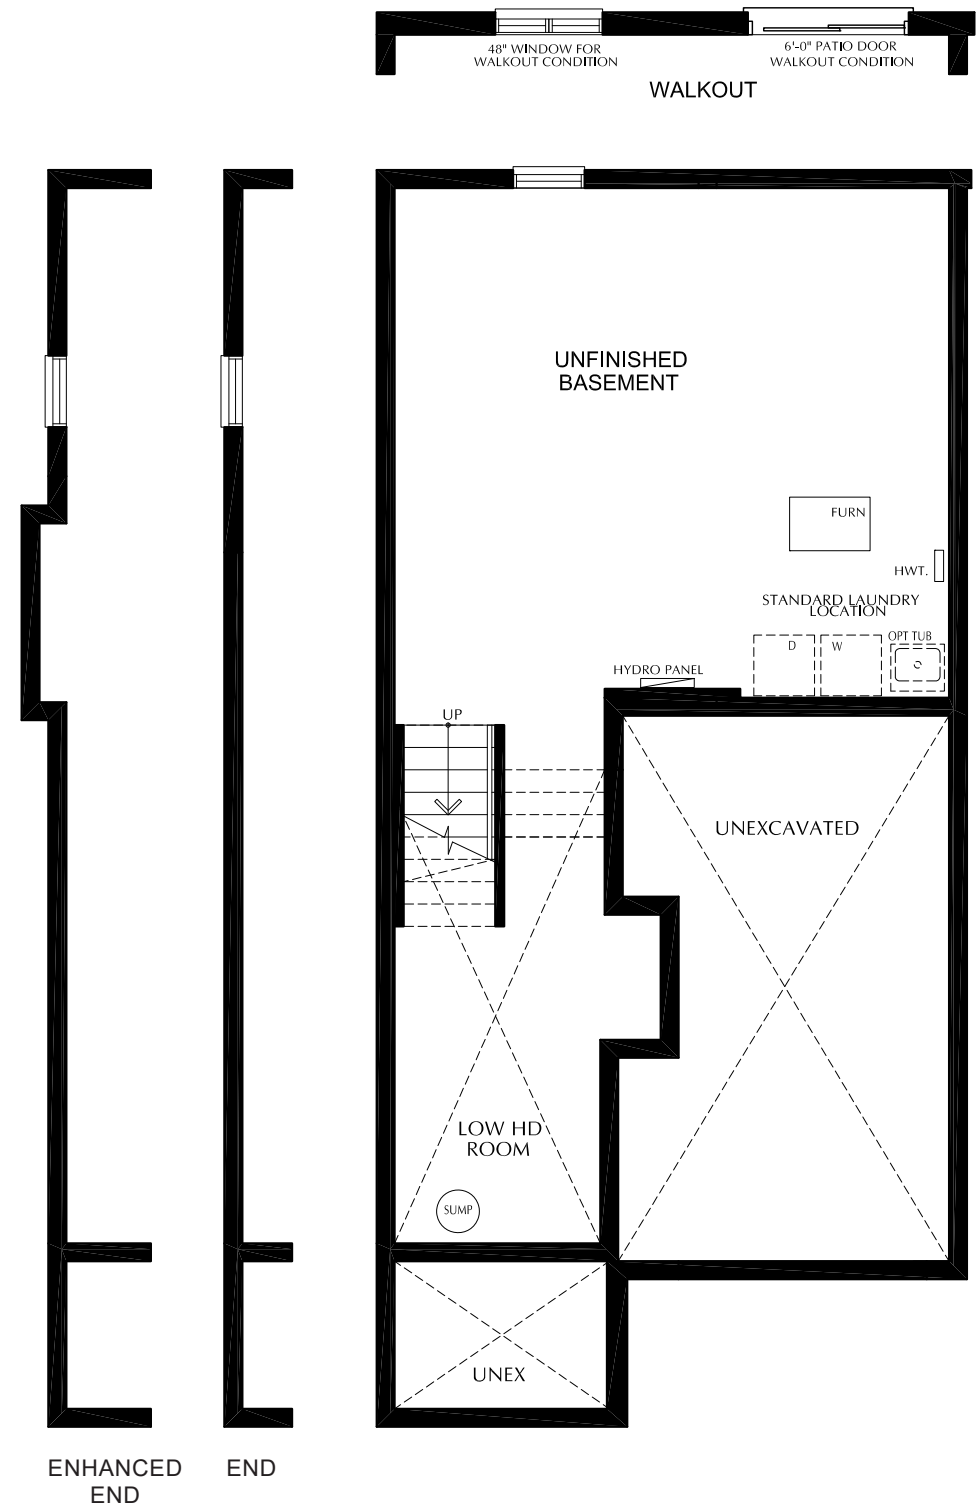 48" WINDOW FOR
WALKOUT CONDITION
6'-0" PATIO DOOR
WALKOUT CONDITION
WALKOUT
UNFINISHED
BASEMENT
FURN
HWT.
STANDARD LAUNDRY
LOCATION
D
W
OPT TUB
HYDRO PANEL
UP
UNEXCAVATED
LOW HD
ROOM
SUMP
UNEX
ENHANCED
END
END